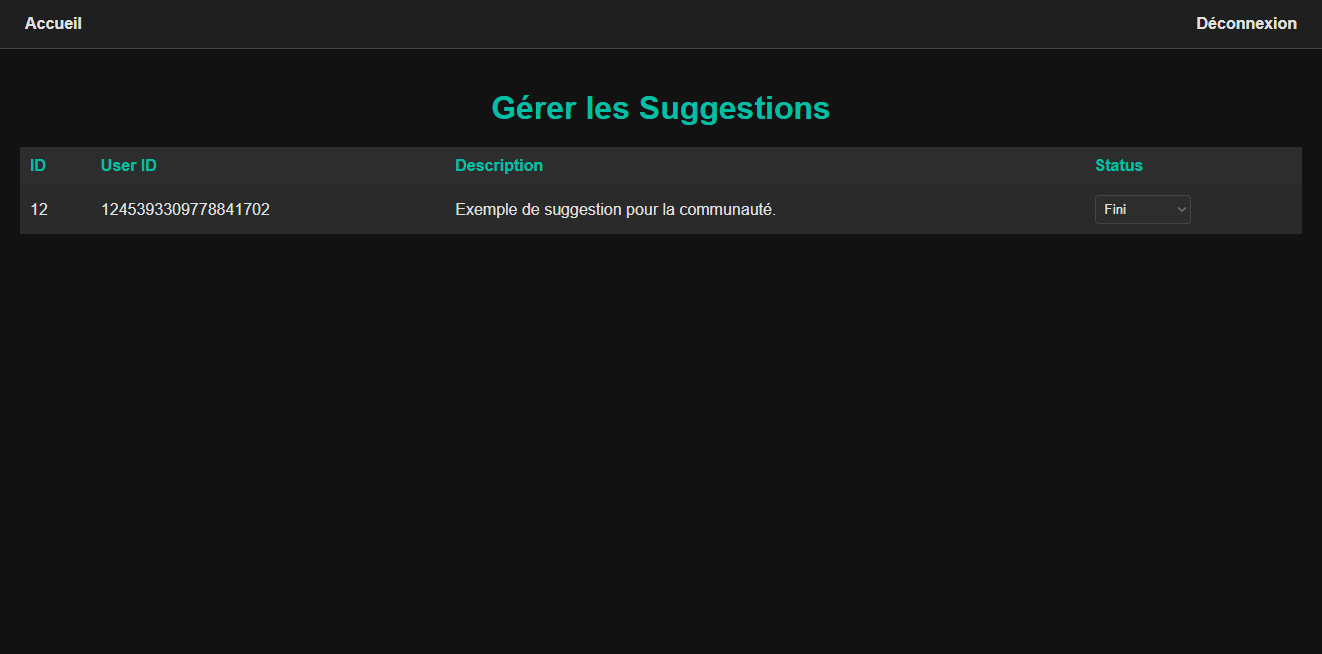 Accueil Déconnexion
Gérer les Suggestions
ID User ID Description Status
12 1245393309778841702 Exemple de suggestion pour la communauté. Fini